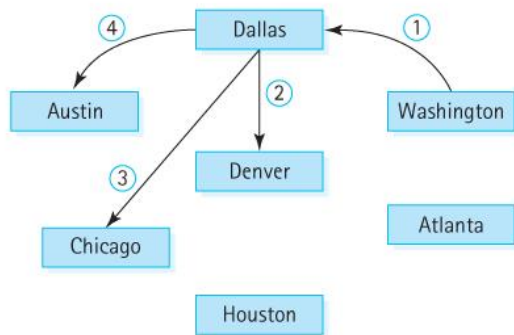 ④ Dallas ①
Austin ② Washington
Denver
③
Atlanta
Chicago
Houston